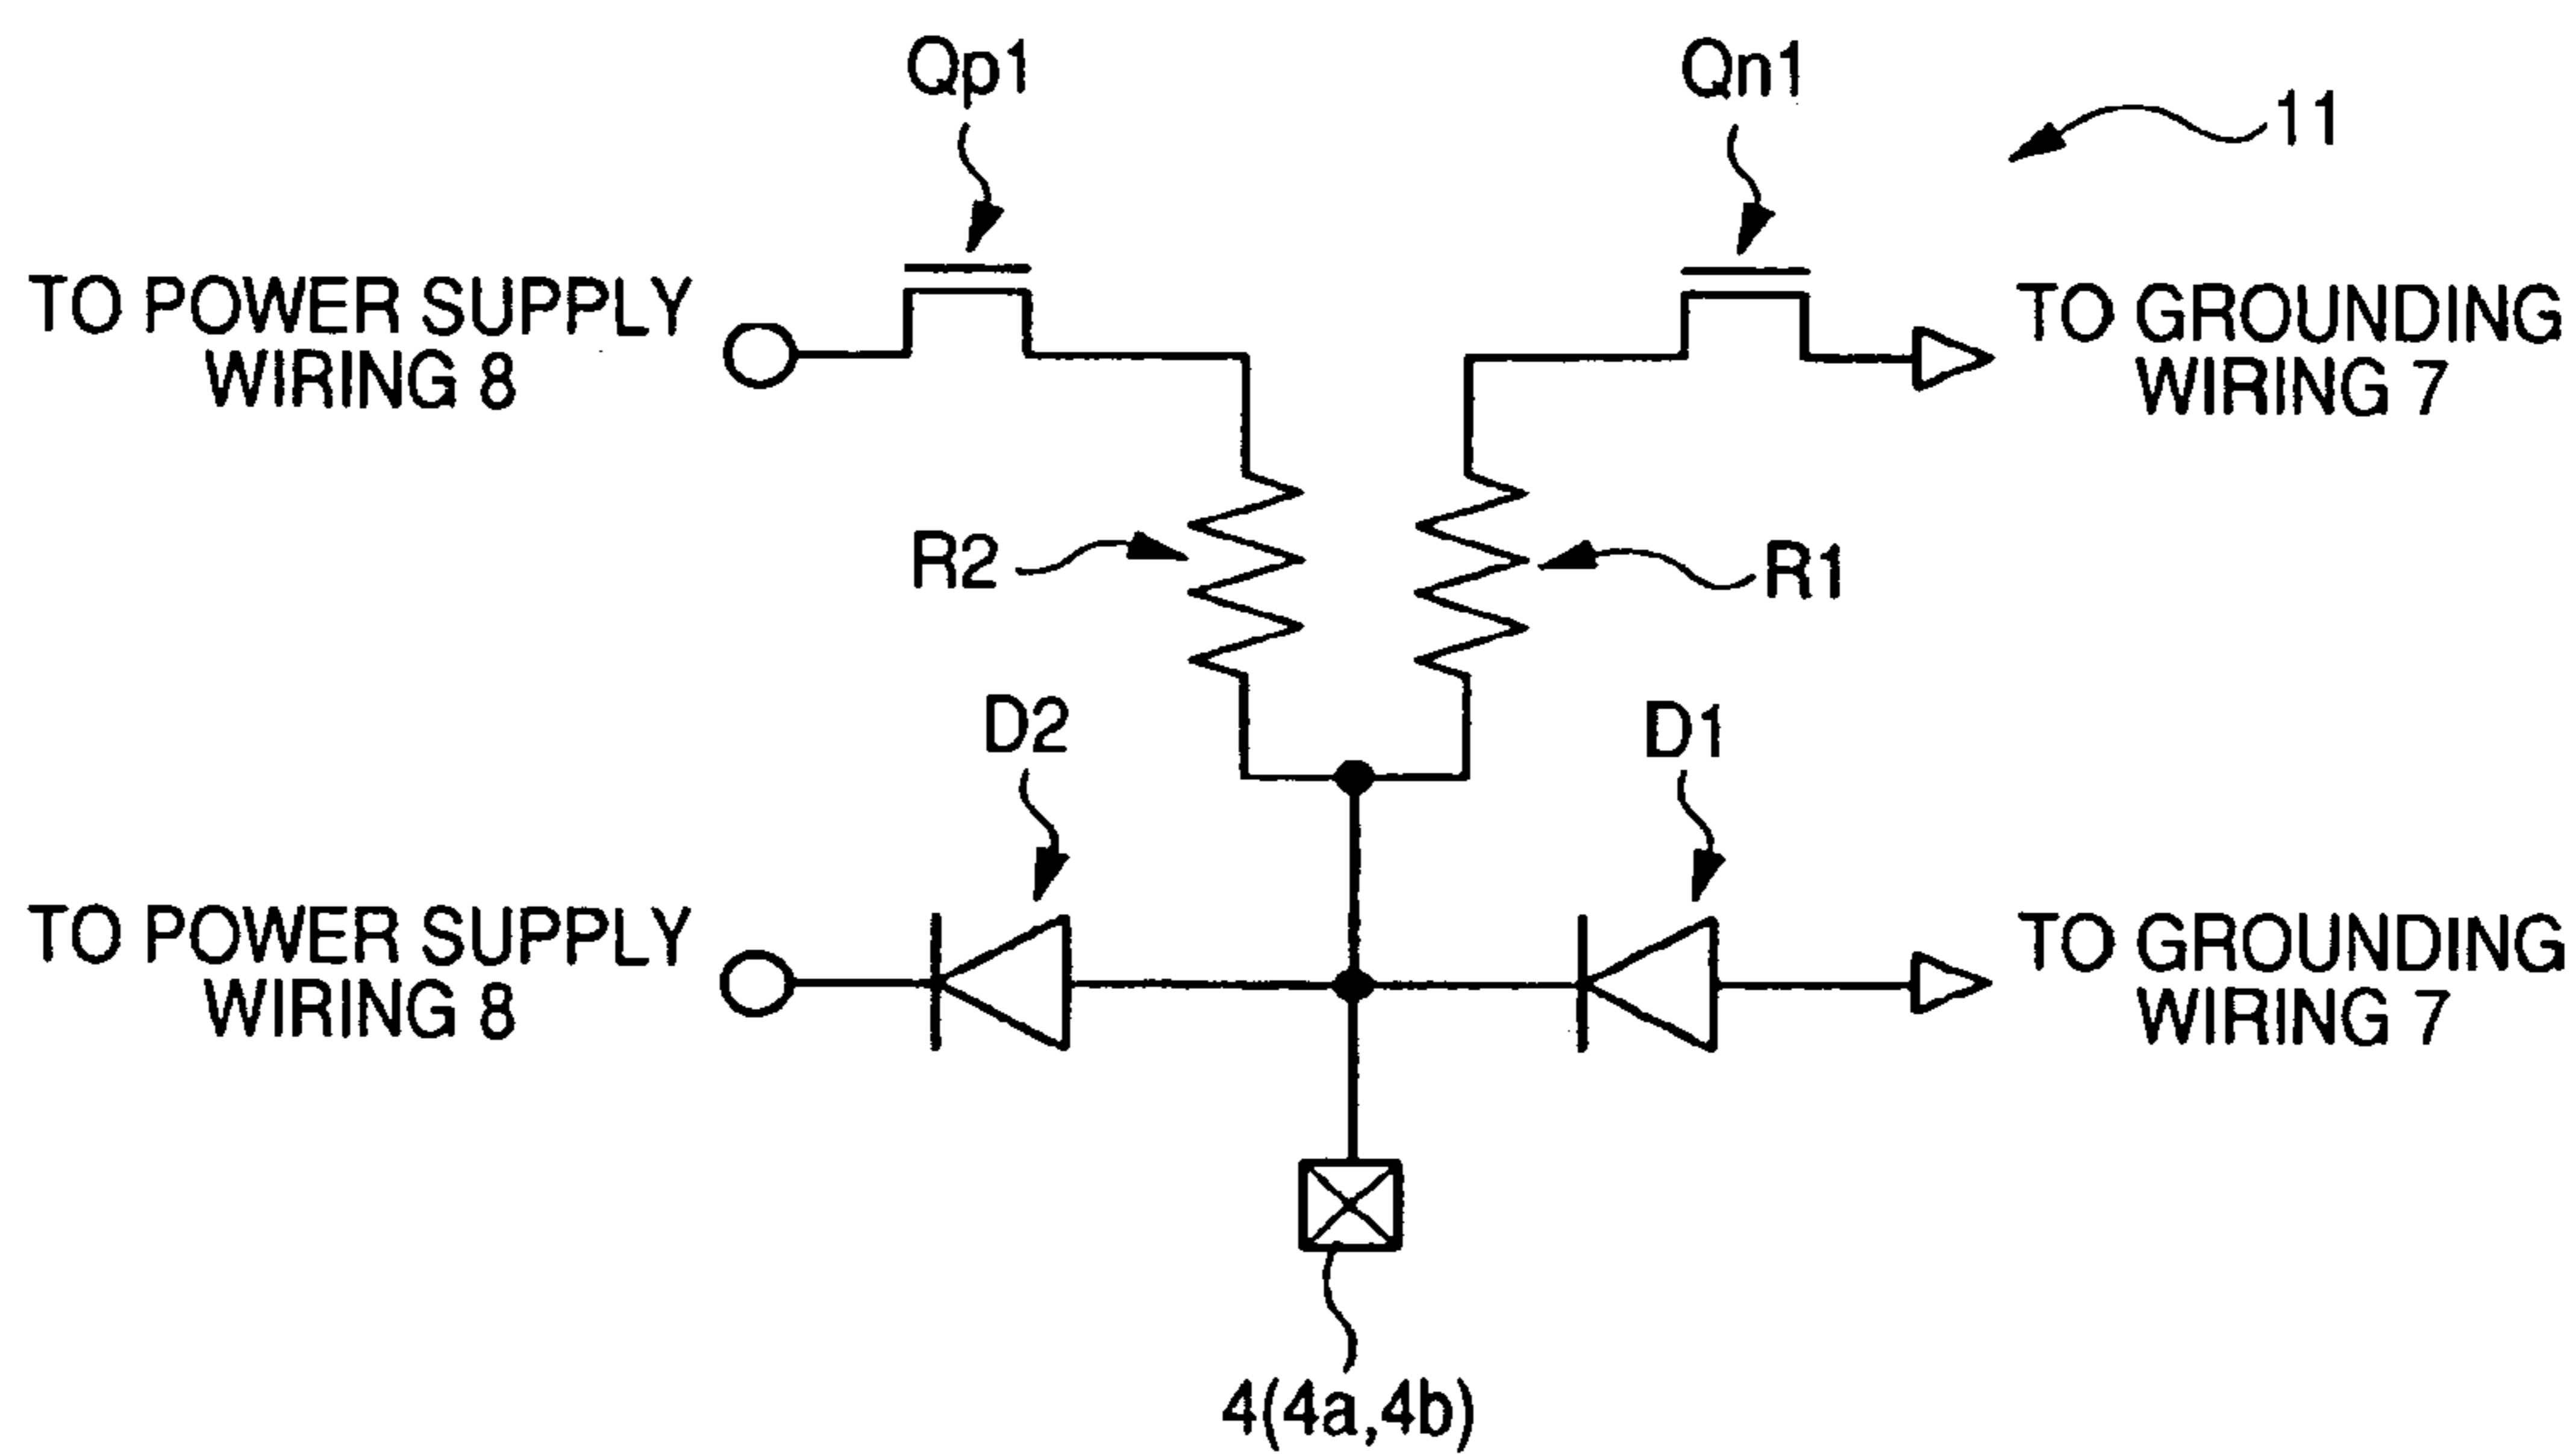 Qp1
Qn1
11
TO POWER SUPPLY
WIRING 8
TO GROUNDING
WIRING 7
R2
R1
D2
D1
TO POWER SUPPLY
WIRING 8
TO GROUNDING
WIRING 7
4(4a,4b)